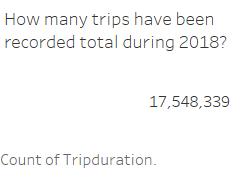 How many trips have been
recorded total during 2018?
17,548,339
Count of Tripduration.